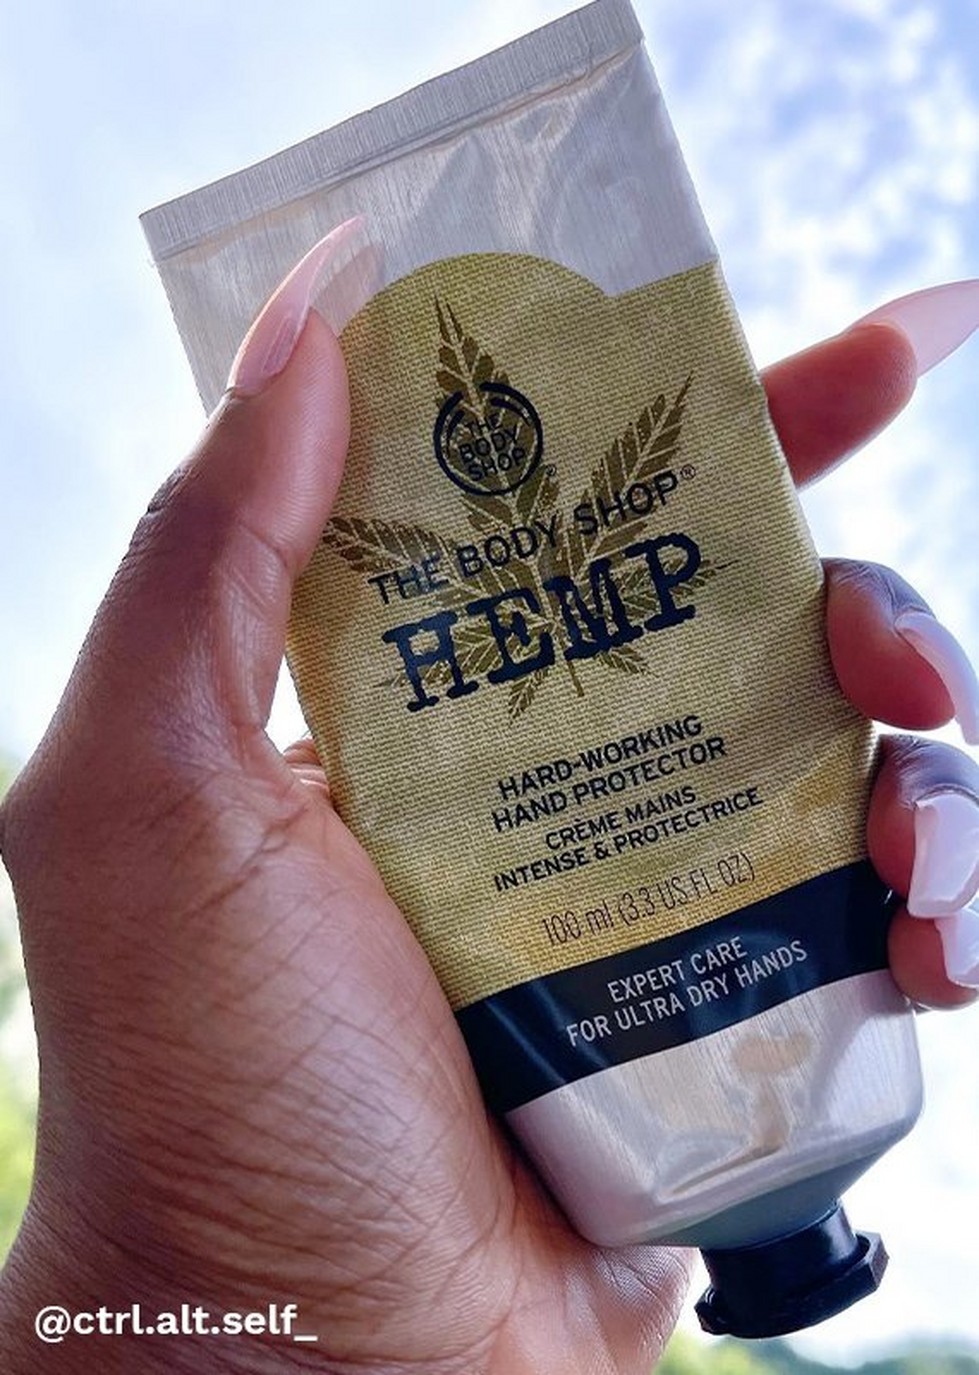 THE
BODY
SHOP
®
THE BODY SHOP®
HEMP
HARD-WORKING
HAND PROTECTOR
CRÈME MAINS
INTENSE & PROTECTRICE
100 ml (3.3 US FL OZ)
EXPERT CARE
FOR ULTRA DRY HANDS
@ctrl.alt.self_